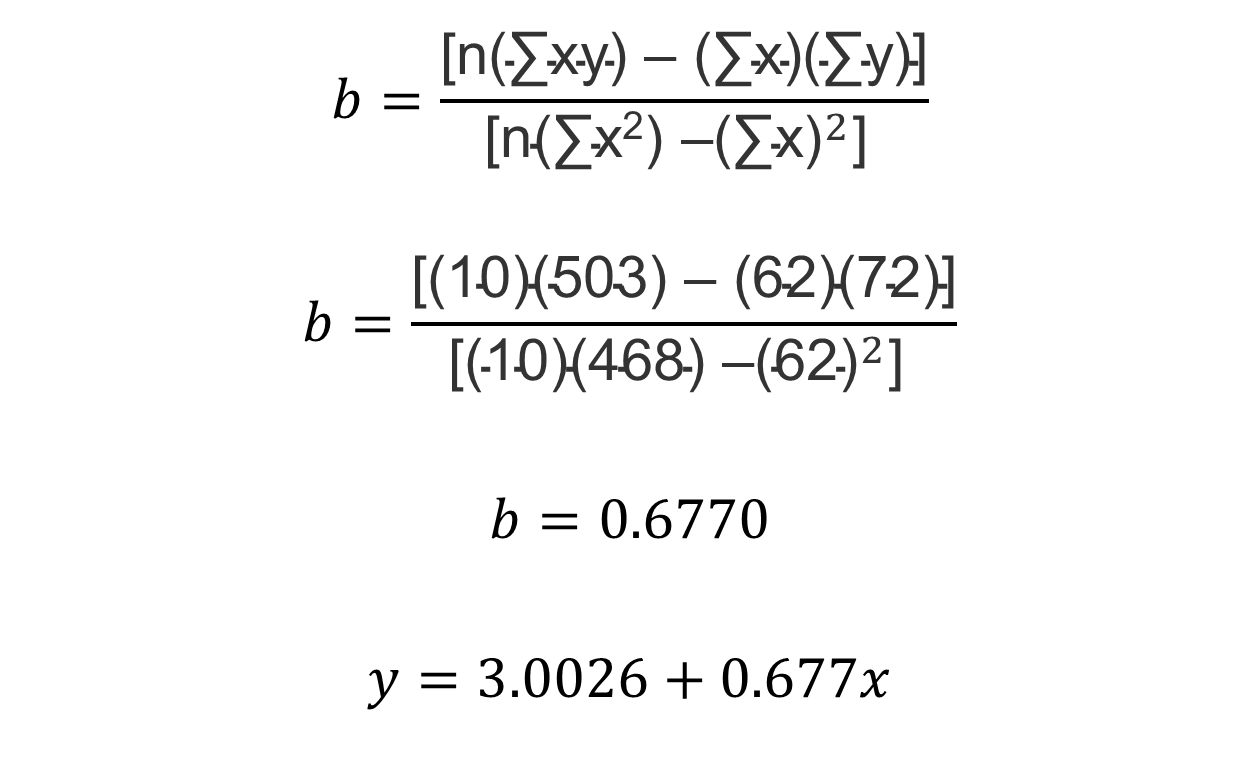 b = [n(∑xy) – (∑x)(∑y)] / [n(∑x²) –(∑x)²]
b = [(10)(503) – (62)(72)] / [(10)(468) –(62)²]
b = 0.6770
y = 3.0026 + 0.677x